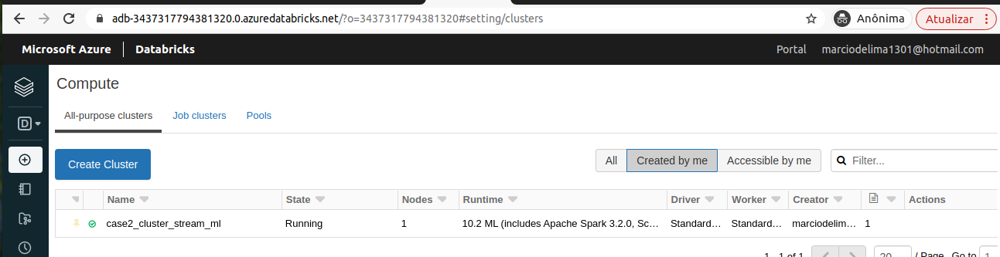 adb-3437317794381320.0.azuredatabricks.net/?o=3437317794381320#setting/clusters Anônima Atualizar
Microsoft Azure Databricks Portal marciodelima1301@hotmail.com
Compute
D
All-purpose clusters Job clusters Pools
Create Cluster All Created by me Accessible by me Filter...
Name State Nodes Runtime Driver Worker Creator Actions
case2_cluster_stream_ml Running 1 10.2 ML (includes Apache Spark 3.2.0, Sc... Standard... Standard... marciodelim... 1
1 - 1 of 1 20 / Page Go to 1